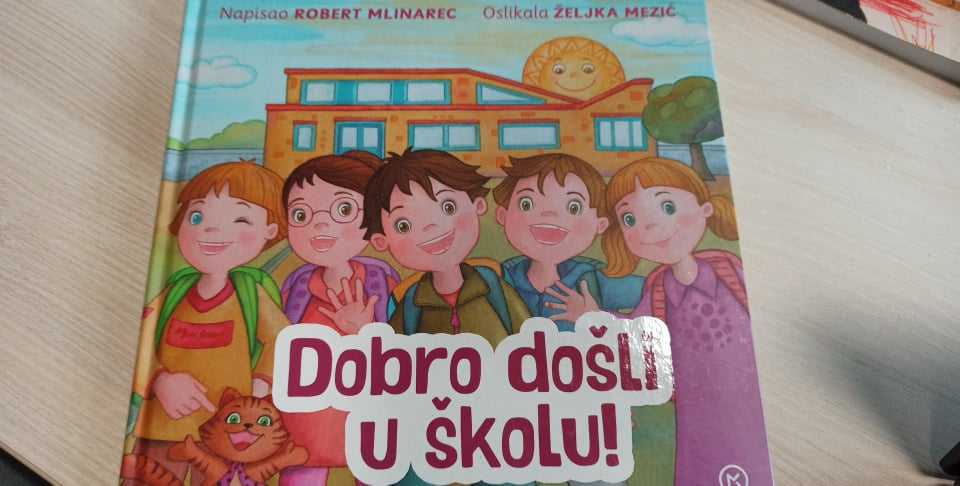 Napisao ROBERT MLINAREC Oslikala ŽELJKA MEZIĆ
Dobro došli
u školu!